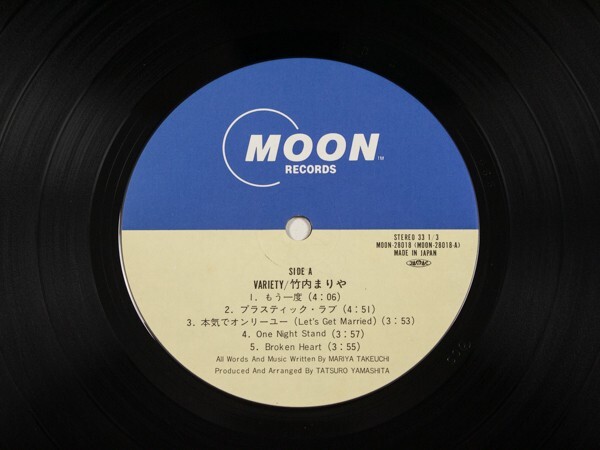 MOON TM
RECORDS
STEREO 33 1/3
MOON-28018 (MOON-28018-A)
MADE IN JAPAN
SIDE A
VARIETY/竹内まりや
1. もう一度 (4:06)
2. プラスティック・ラブ (4:51)
3. 本気でオンリーユー (Let's Get Married) (3:53)
4. One Night Stand (3:57)
5. Broken Heart (3:55)
All Words And Music Written By MARIYA TAKEUCHI
Produced And Arranged By TATSURO YAMASHITA